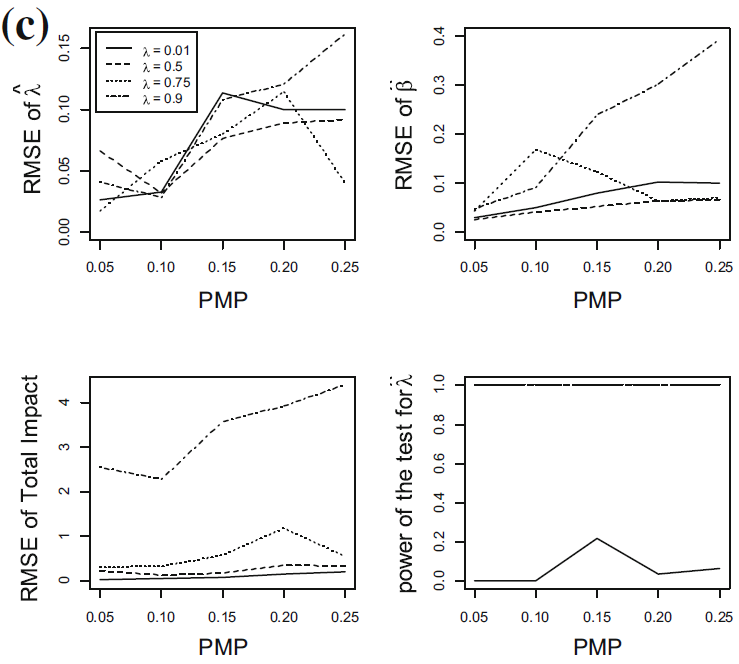 (c)
RMSE of λ̂
0.15
0.10
0.05
0.00
λ = 0.01
λ = 0.5
λ = 0.75
λ = 0.9
0.05 0.10 0.15 0.20 0.25
PMP
RMSE of β̂
0.4
0.3
0.2
0.1
0.0
0.05 0.10 0.15 0.20 0.25
PMP
RMSE of Total Impact
4
3
2
1
0
0.05 0.10 0.15 0.20 0.25
PMP
power of the test for λ̂
1.0
0.8
0.6
0.4
0.2
0.0
0.05 0.10 0.15 0.20 0.25
PMP